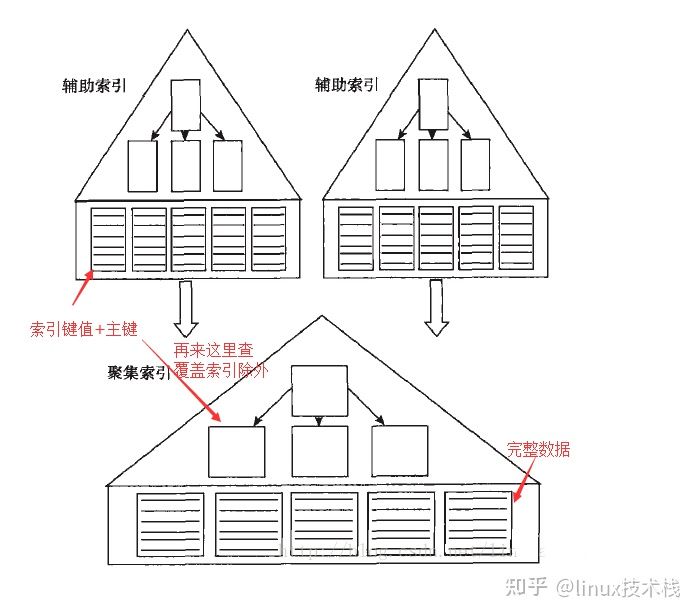 辅助索引
辅助索引
索引键值+主键
再来这里查
覆盖索引除外
聚集索引
完整数据
知乎 @linux技术栈